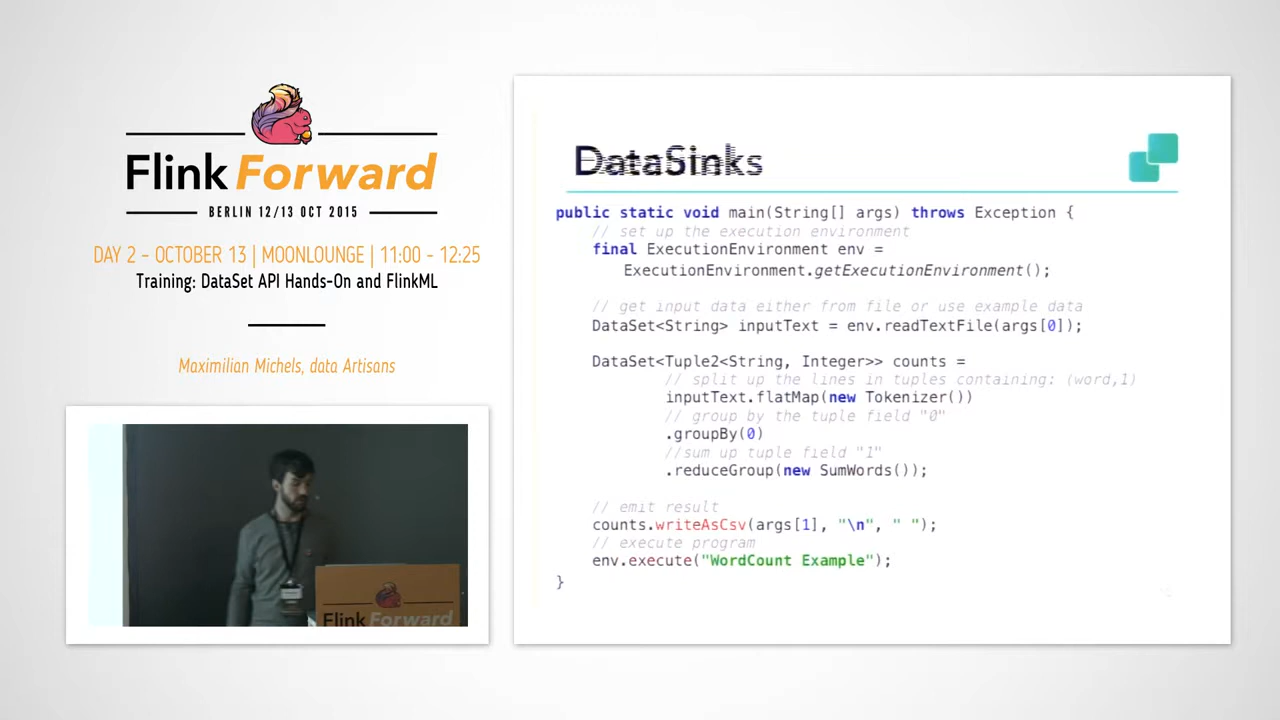 Flink Forward
BERLIN 12/13 OCT 2015
DAY 2 - OCTOBER 13 | MOONLOUNGE | 11:00 - 12:25
Training: DataSet API Hands-On and FlinkML
Maximilian Michels, data Artisans
Flink Forward
DataSinks
public static void main(String[] args) throws Exception {
// set up the execution environment
final ExecutionEnvironment env =
ExecutionEnvironment.getExecutionEnvironment();
// get input data either from file or use example data
DataSet<String> inputText = env.readTextFile(args[0]);
DataSet<Tuple2<String, Integer>> counts =
// split up the lines in tuples containing: (word,1)
inputText.flatMap(new Tokenizer())
// group by the tuple field "0"
.groupBy(0)
//sum up tuple field "1"
.reduceGroup(new SumWords());
// emit result
counts.writeAsCsv(args[1], "\n", " ");
// execute program
env.execute("WordCount Example");
}